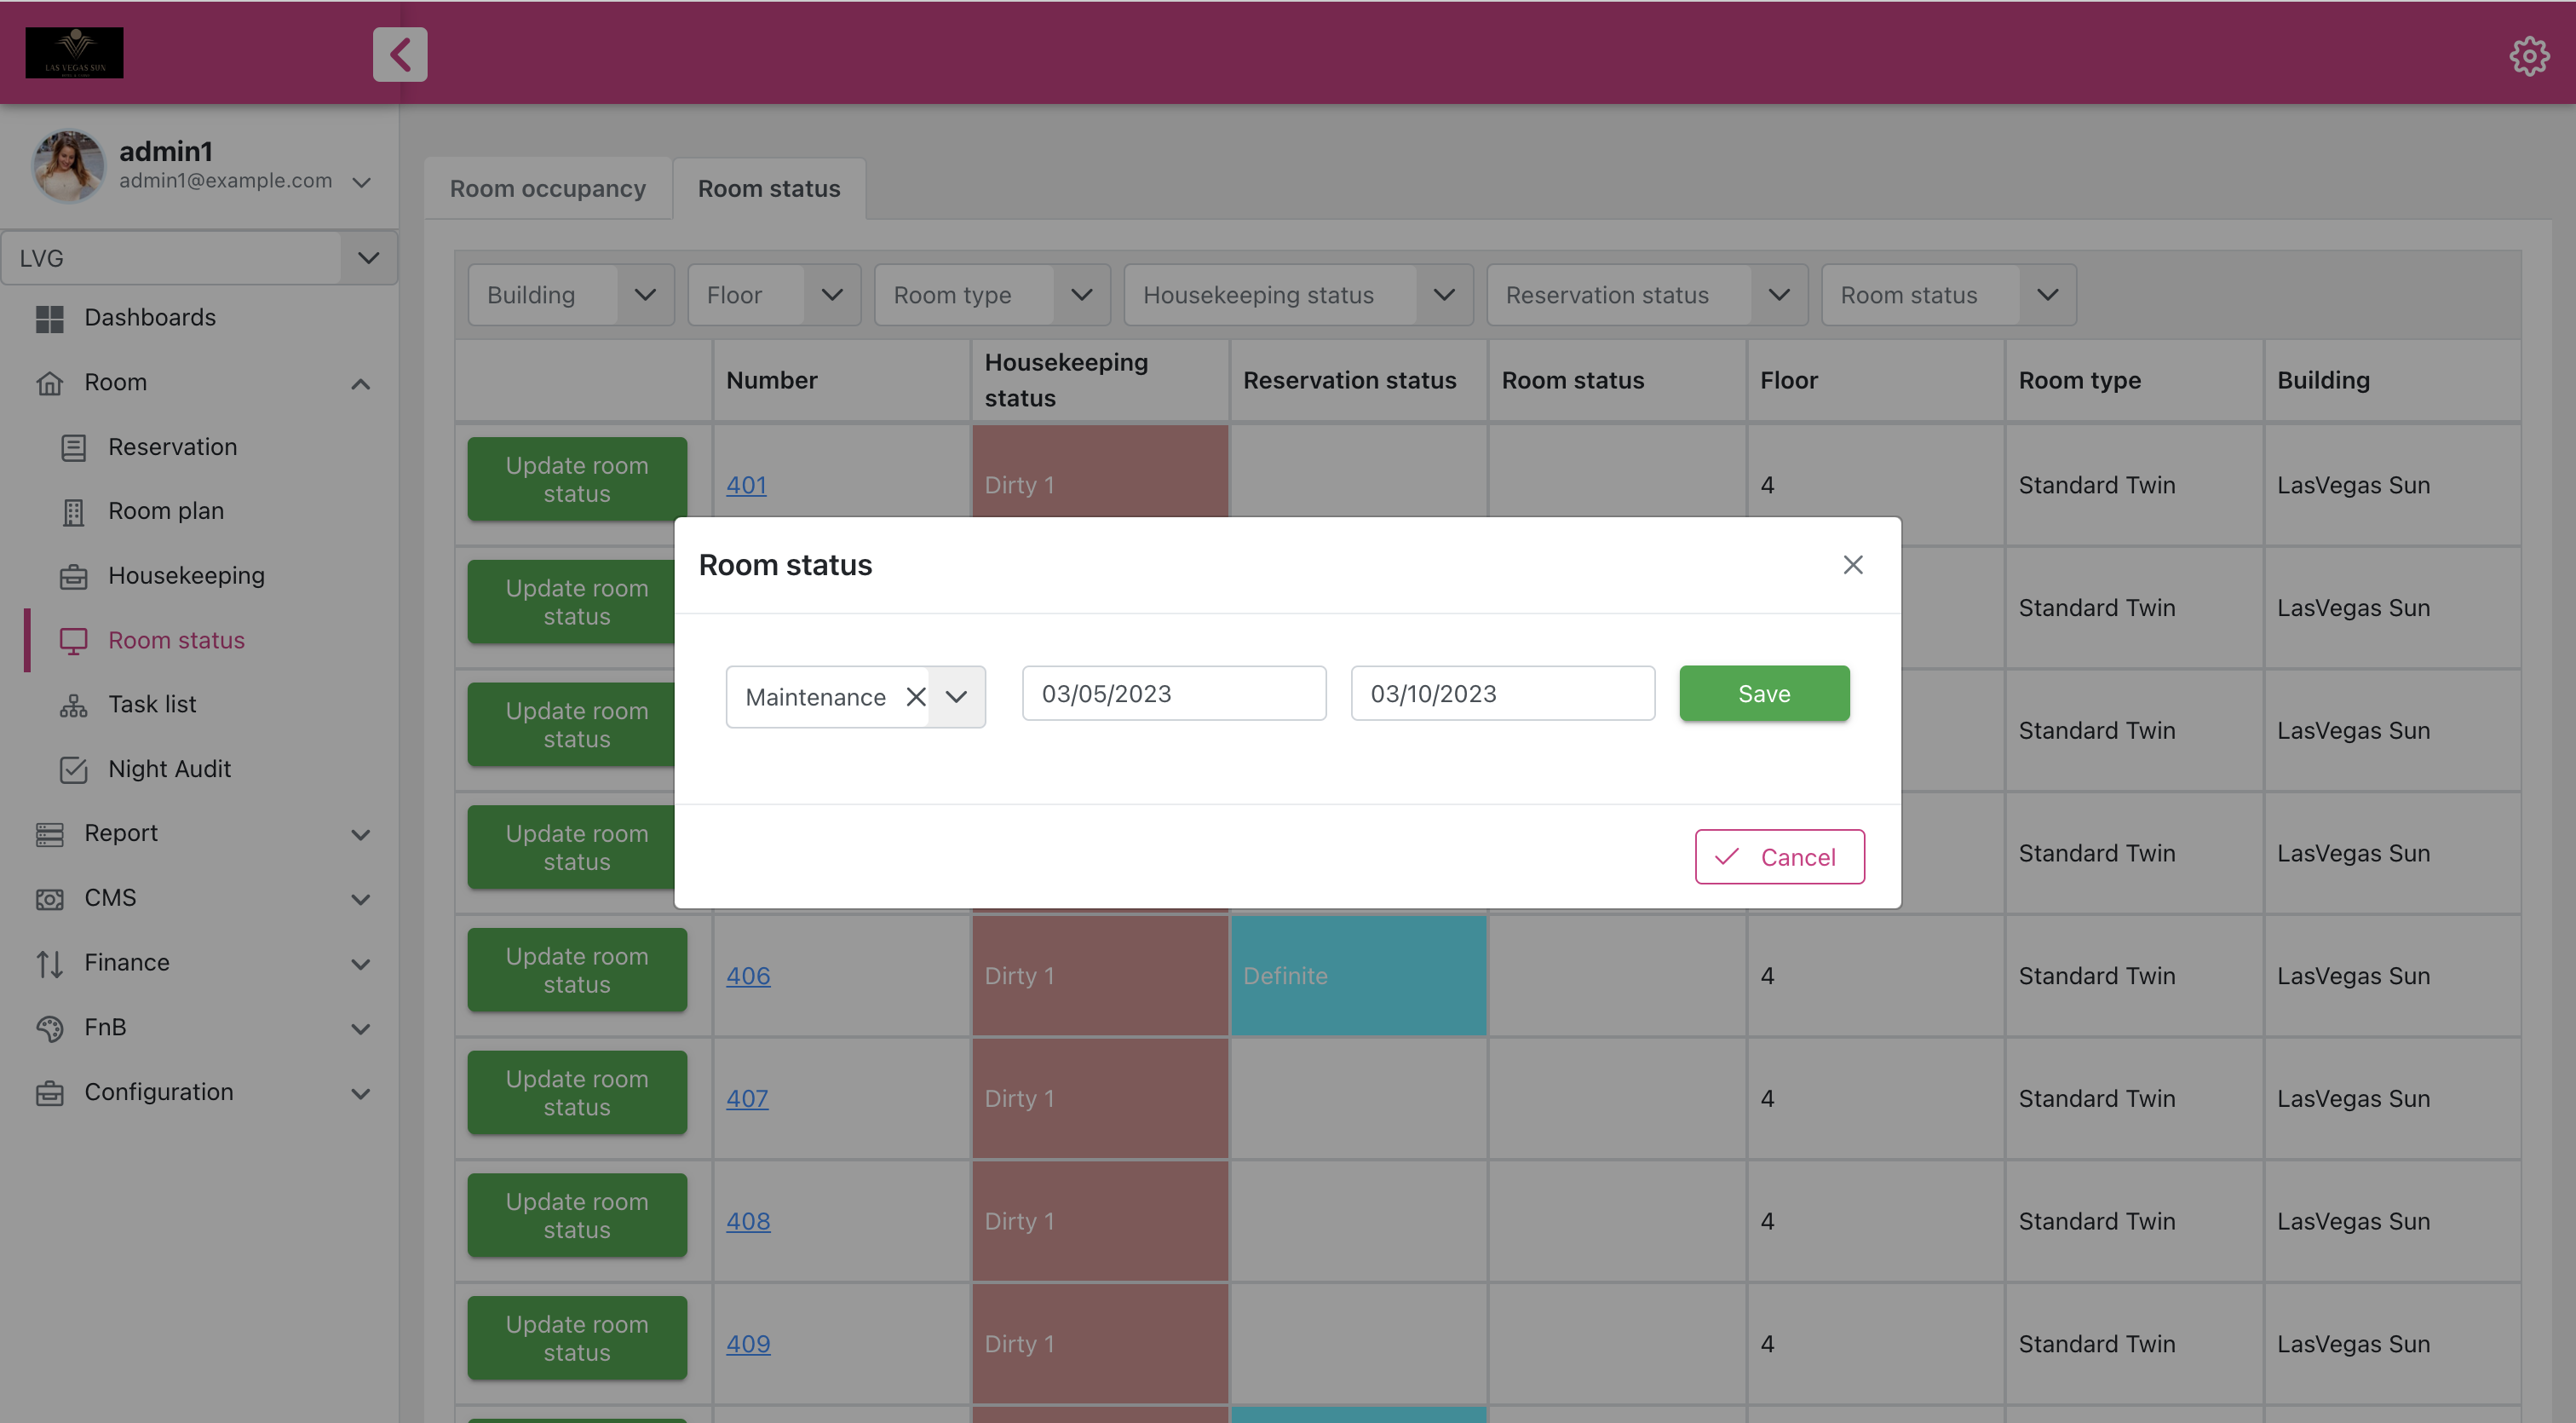 LAS VEGAS SUN
admin1
admin1@example.com
LVG
Dashboards
Room
Reservation
Room plan
Housekeeping
Room status
Task list
Night Audit
Report
CMS
Finance
FnB
Configuration
Room occupancy
Room status
Building
Floor
Room type
Housekeeping status
Reservation status
Room status
Number
Housekeeping
status
Reservation status
Room status
Floor
Room type
Building
Update room
status
401
Dirty 1
4
Standard Twin
LasVegas Sun
Update room
status
Standard Twin
LasVegas Sun
Update room
status
Standard Twin
LasVegas Sun
Update room
status
Standard Twin
LasVegas Sun
Room status
Maintenance
03/05/2023
03/10/2023
Save
Cancel
Update room
status
406
Dirty 1
Definite
4
Standard Twin
LasVegas Sun
Update room
status
407
Dirty 1
4
Standard Twin
LasVegas Sun
Update room
status
408
Dirty 1
4
Standard Twin
LasVegas Sun
Update room
status
409
Dirty 1
4
Standard Twin
LasVegas Sun